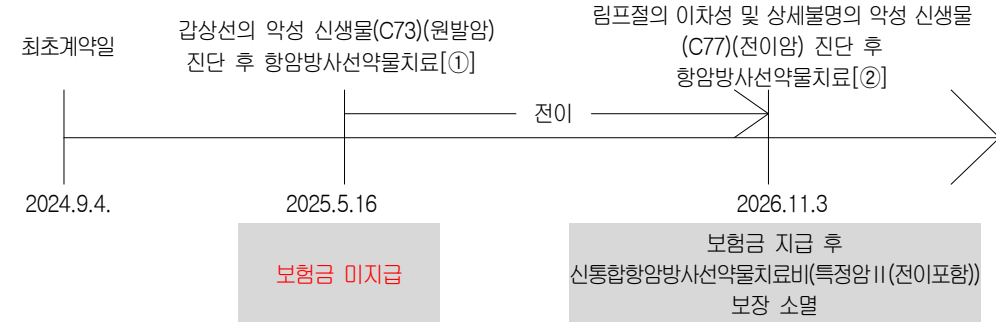 최초계약일
갑상선의 악성 신생물(C73)(원발암)
진단 후 항암방사선약물치료[①]
림프절의 이차성 및 상세불명의 악성 신생물
(C77)(전이암) 진단 후
항암방사선약물치료[②]
전이
2024.9.4.
2025.5.16
2026.11.3
보험금 미지급
보험금 지급 후
신통합항암방사선약물치료비(특정암Ⅱ(전이포함))
보장 소멸